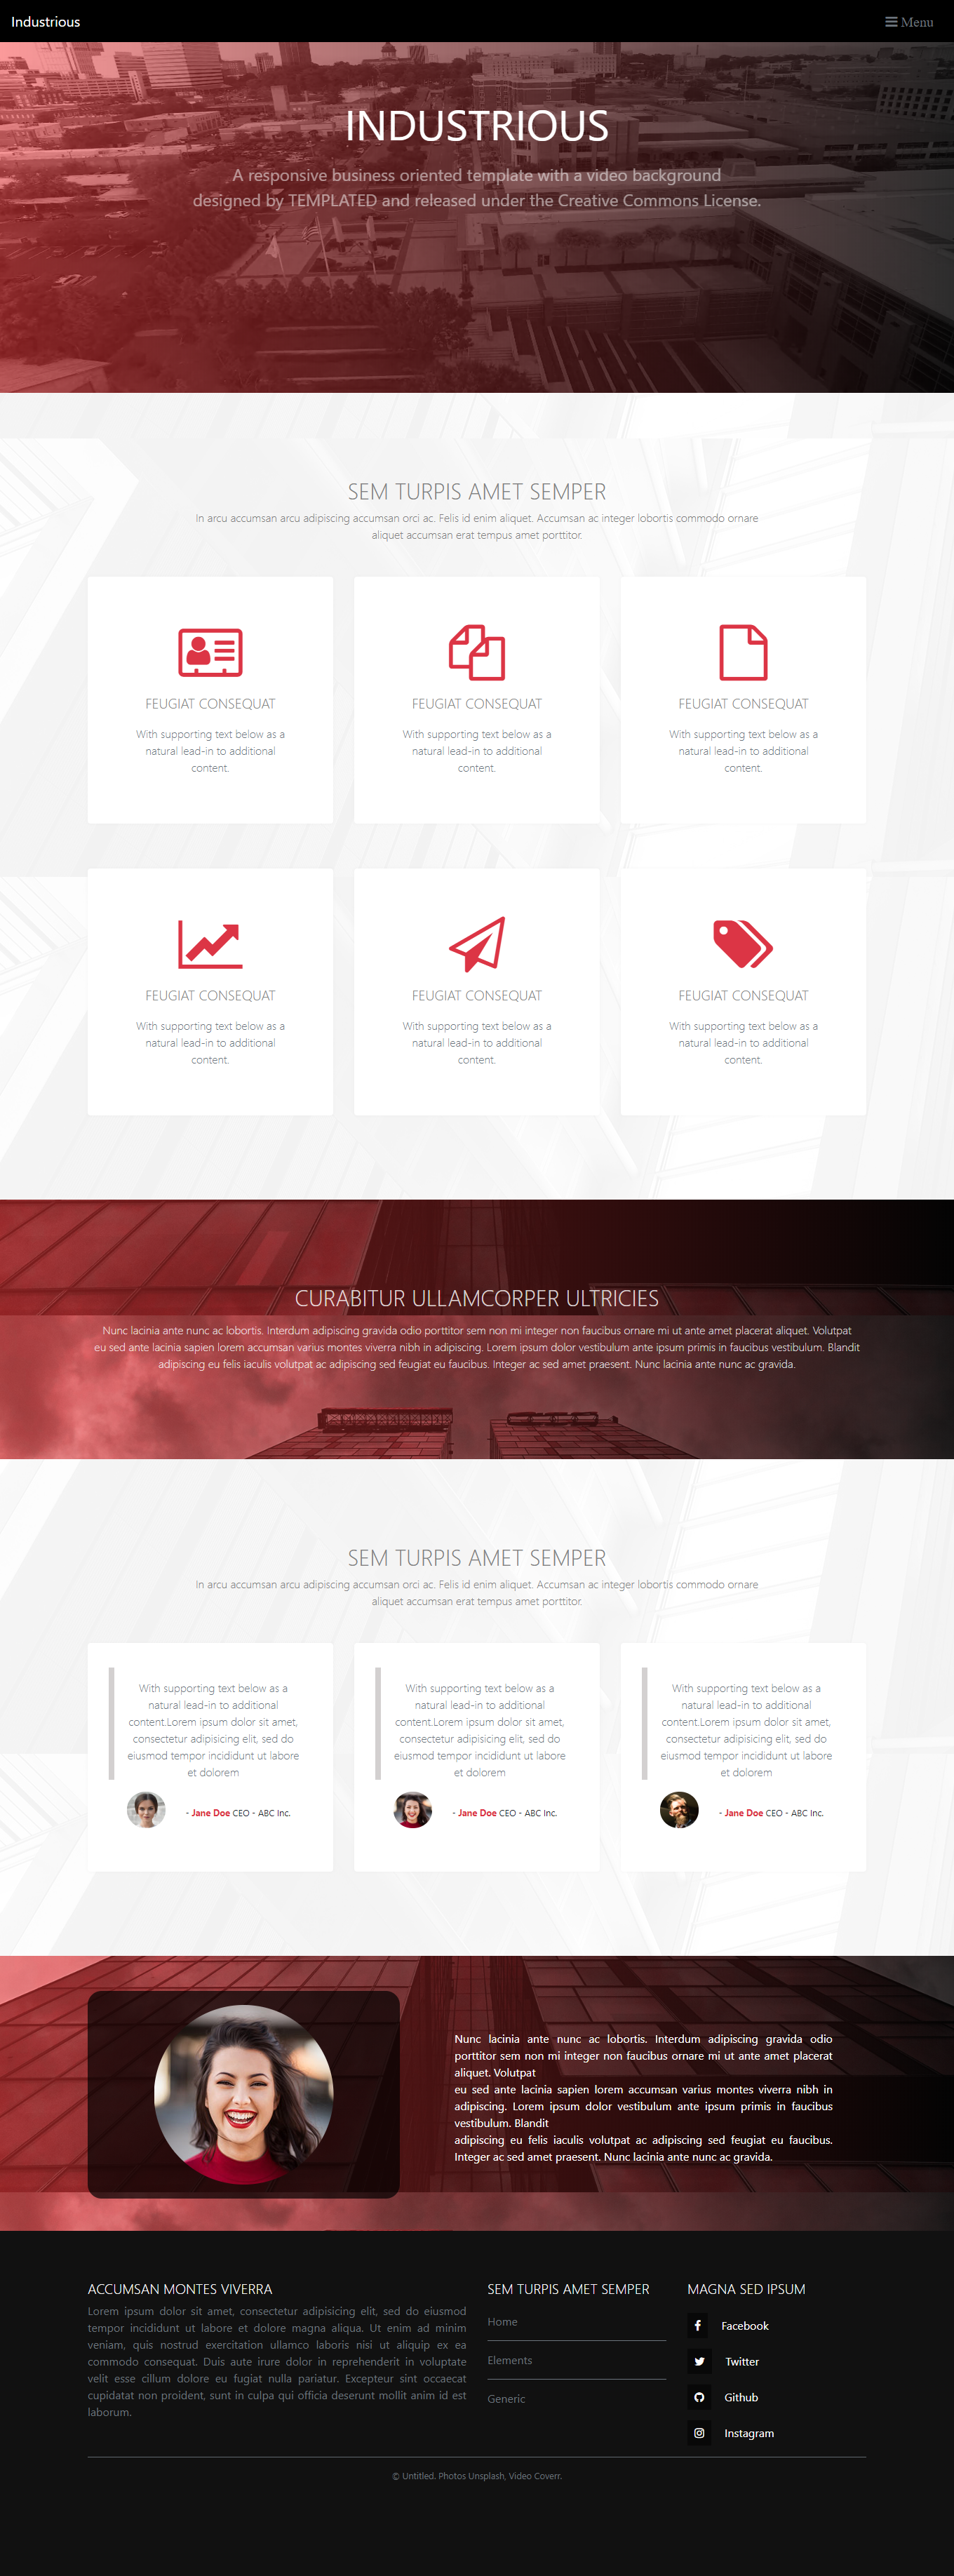 Industrious
Menu
INDUSTRIOUS
A responsive business oriented template with a video background
designed by TEMPLATED and released under the Creative Commons License.
SEM TURPIS AMET SEMPER
In arcu accumsan arcu adipiscing accumsan orci ac. Felis id enim aliquet. Accumsan ac integer lobortis commodo ornare
aliquet accumsan erat tempus amet porttitor.
FEUGIAT CONSEQUAT
With supporting text below as a
natural lead-in to additional
content.
FEUGIAT CONSEQUAT
With supporting text below as a
natural lead-in to additional
content.
FEUGIAT CONSEQUAT
With supporting text below as a
natural lead-in to additional
content.
FEUGIAT CONSEQUAT
With supporting text below as a
natural lead-in to additional
content.
FEUGIAT CONSEQUAT
With supporting text below as a
natural lead-in to additional
content.
FEUGIAT CONSEQUAT
With supporting text below as a
natural lead-in to additional
content.
CURABITUR ULLAMCORPER ULTRICIES
Nunc lacinia ante nunc ac lobortis. Interdum adipiscing gravida odio porttitor sem non mi integer non faucibus ornare mi ut ante amet placerat aliquet. Volutpat
eu sed ante lacinia sapien lorem accumsan varius montes viverra nibh in adipiscing. Lorem ipsum dolor vestibulum ante ipsum primis in faucibus vestibulum. Blandit
adipiscing eu felis iaculis volutpat ac adipiscing sed feugiat eu faucibus. Integer ac sed amet praesent. Nunc lacinia ante nunc ac gravida.
SEM TURPIS AMET SEMPER
In arcu accumsan arcu adipiscing accumsan orci ac. Felis id enim aliquet. Accumsan ac integer lobortis commodo ornare
aliquet accumsan erat tempus amet porttitor.
With supporting text below as a
natural lead-in to additional
content.Lorem ipsum dolor sit amet,
consectetur adipisicing elit, sed do
eiusmod tempor incididunt ut labore
et dolorem
- Jane Doe CEO - ABC Inc.
With supporting text below as a
natural lead-in to additional
content.Lorem ipsum dolor sit amet,
consectetur adipisicing elit, sed do
eiusmod tempor incididunt ut labore
et dolorem
- Jane Doe CEO - ABC Inc.
With supporting text below as a
natural lead-in to additional
content.Lorem ipsum dolor sit amet,
consectetur adipisicing elit, sed do
eiusmod tempor incididunt ut labore
et dolorem
- Jane Doe CEO - ABC Inc.
Nunc lacinia ante nunc ac lobortis. Interdum adipiscing gravida odio
porttitor sem non mi integer non faucibus ornare mi ut ante amet placerat
aliquet. Volutpat
eu sed ante lacinia sapien lorem accumsan varius montes viverra nibh in
adipiscing. Lorem ipsum dolor vestibulum ante ipsum primis in faucibus
vestibulum. Blandit
adipiscing eu felis iaculis volutpat ac adipiscing sed feugiat eu faucibus.
Integer ac sed amet praesent. Nunc lacinia ante nunc ac gravida.
ACCUMSAN MONTES VIVERRA
Lorem ipsum dolor sit amet, consectetur adipisicing elit, sed do eiusmod
tempor incididunt ut labore et dolore magna aliqua. Ut enim ad minim
veniam, quis nostrud exercitation ullamco laboris nisi ut aliquip ex ea
commodo consequat. Duis aute irure dolor in reprehenderit in voluptate
velit esse cillum dolore eu fugiat nulla pariatur. Excepteur sint occaecat
cupidatat non proident, sunt in culpa qui officia deserunt mollit anim id est
laborum.
SEM TURPIS AMET SEMPER
Home
Elements
Generic
MAGNA SED IPSUM
Facebook
Twitter
Github
Instagram
© Untitled. Photos Unsplash, Video Coverr.